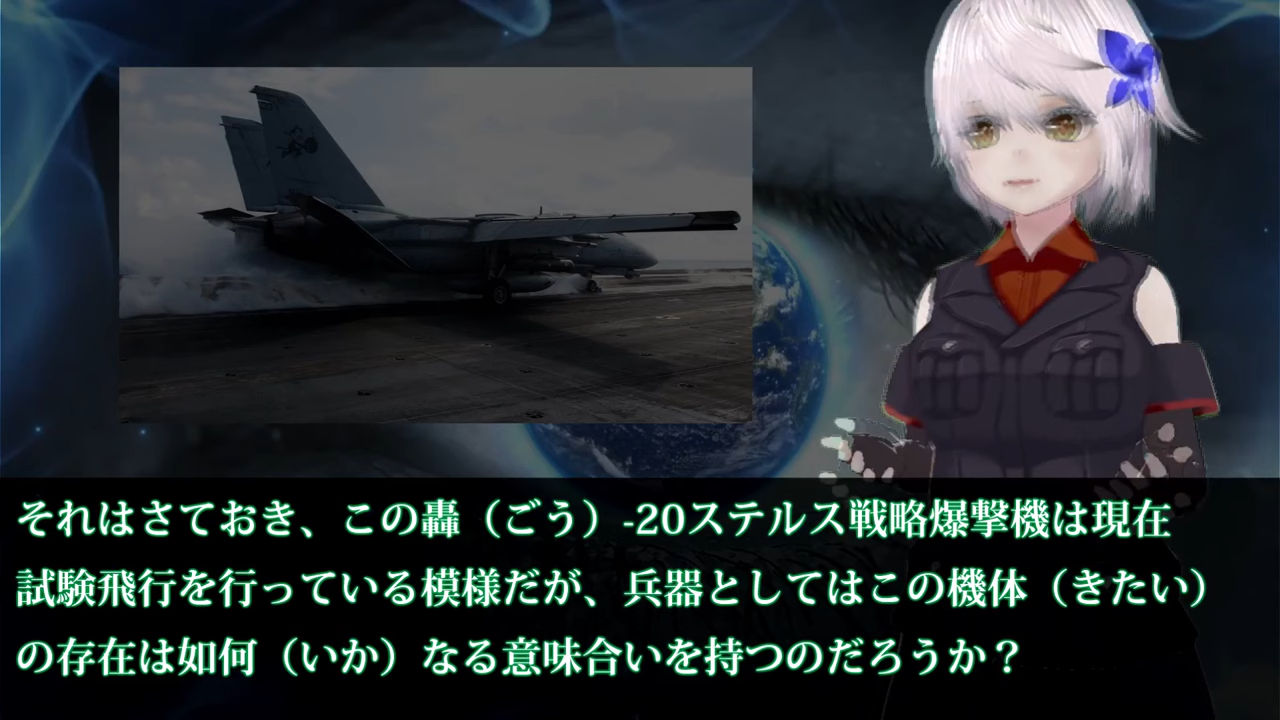 それはさておき、この轟（ごう）-20ステルス戦略爆撃機は現在
試験飛行を行っている模様だが、兵器としてはこの機体（きたい）
の存在は如何（いか）なる意味合いを持つのだろうか？